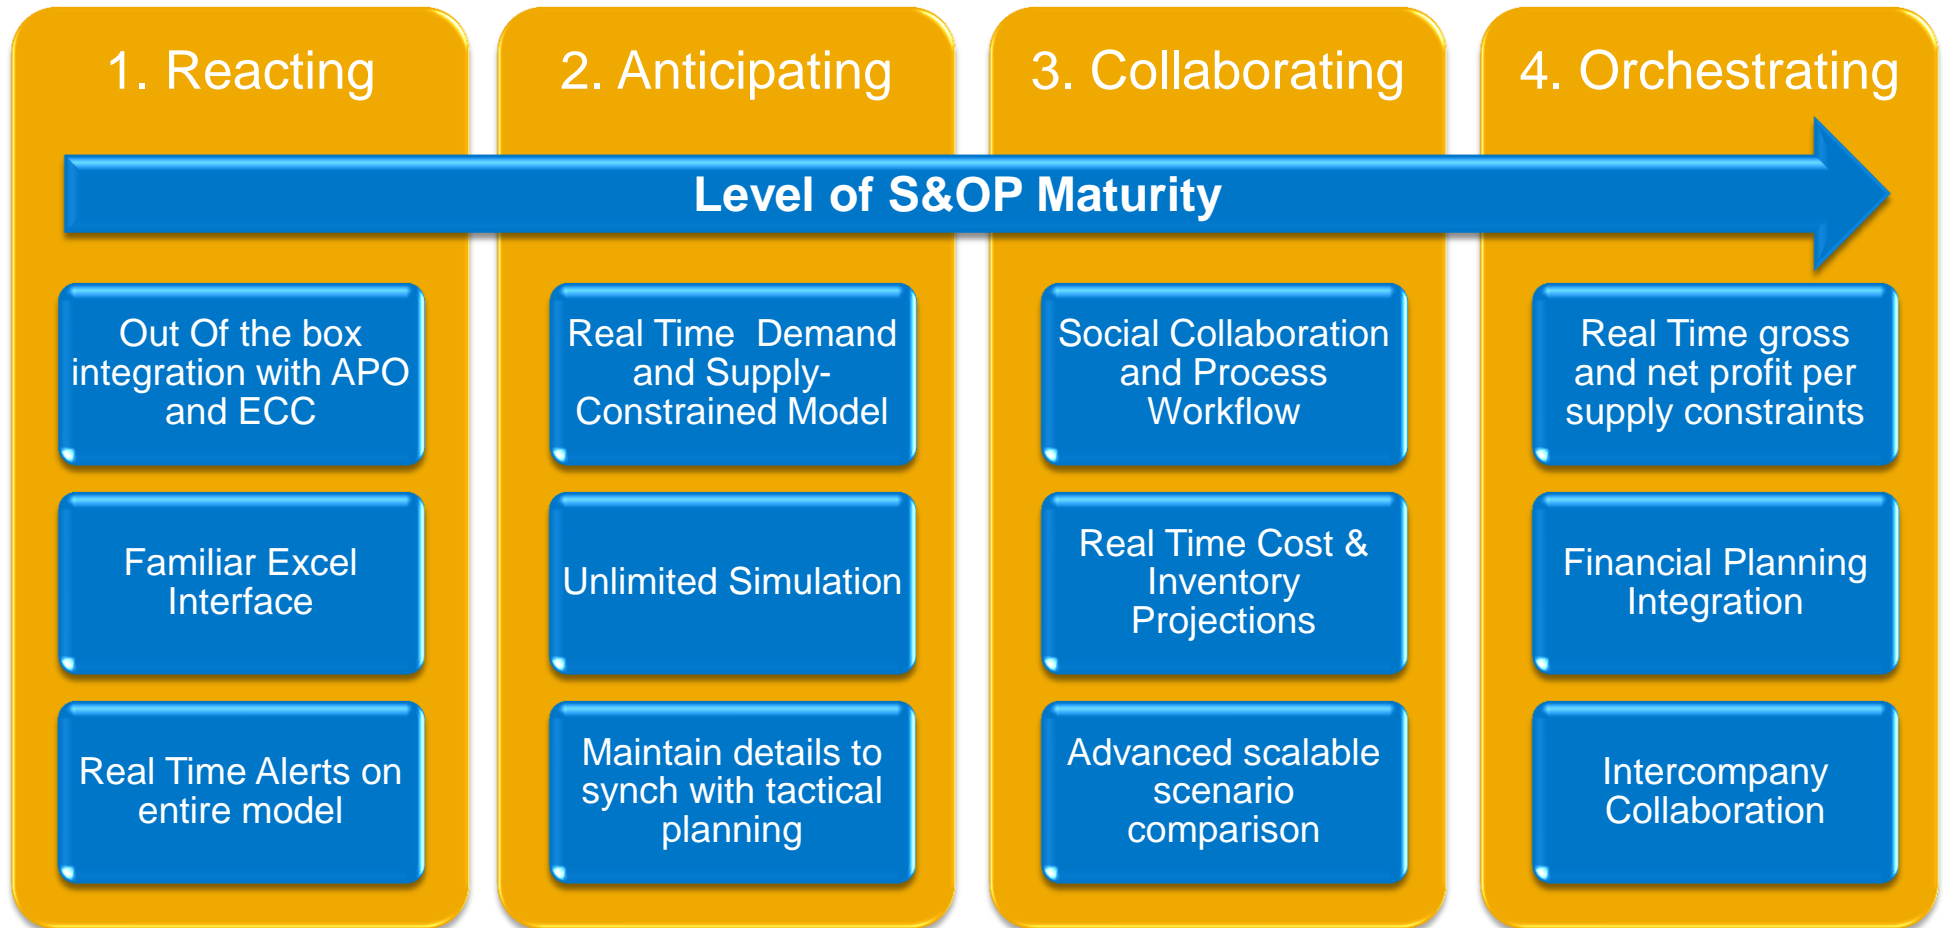 1. Reacting
2. Anticipating
3. Collaborating
4. Orchestrating
Level of S&OP Maturity
Out Of the box
integration with APO
and ECC
Familiar Excel
Interface
Real Time Alerts on
entire model
Real Time  Demand
and Supply-
Constrained Model
Unlimited Simulation
Maintain details to
synch with tactical
planning
Social Collaboration
and Process
Workflow
Real Time Cost &
Inventory
Projections
Advanced scalable
scenario
comparison
Real Time gross
and net profit per
supply constraints
Financial Planning
Integration
Intercompany
Collaboration